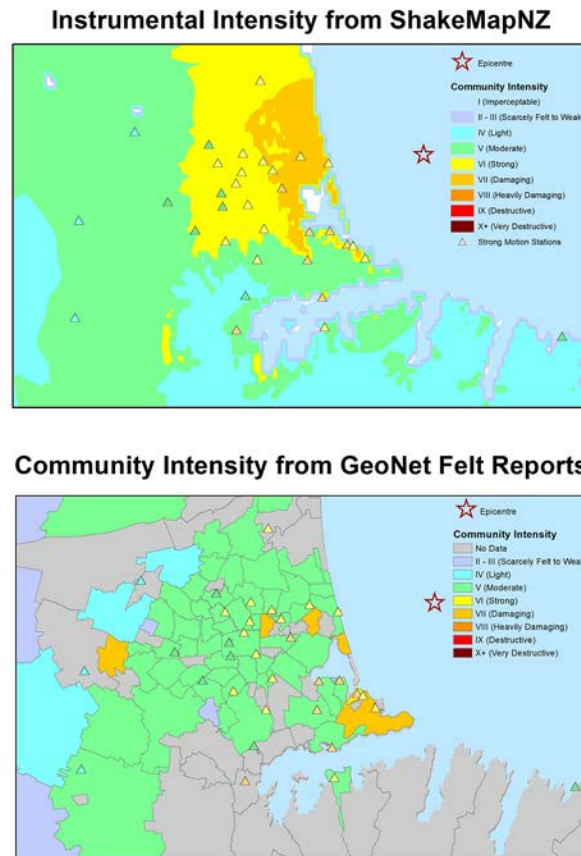 Instrumental Intensity from ShakeMapNZ
Epicentre
Community Intensity
I (Imperceptable)
II - III (Scarcely Felt to Weak
IV (Light)
V (Moderate)
VI (Strong)
VII (Damaging)
VIII (Heavily Damaging)
IX (Destructive)
X+ (Very Destructive)
Strong Motion Stations
Community Intensity from GeoNet Felt Reports
Epicentre
Community Intensity
No Data
II - III (Scarcely Felt to Weak
IV (Light)
V (Moderate)
VI (Strong)
VII (Damaging)
VIII (Heavily Damaging)
IX (Destructive)
X+ (Very Destructive)